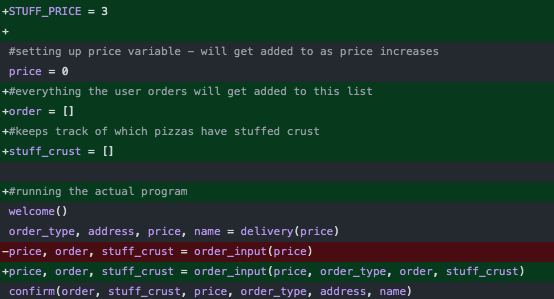 +STUFF_PRICE = 3
+
#setting up price variable - will get added to as price increases
price = 0
+#everything the user orders will get added to this list
+order = []
+#keeps track of which pizzas have stuffed crust
+stuff_crust = []
+#running the actual program
welcome()
order_type, address, price, name = delivery(price)
-price, order, stuff_crust = order_input(price)
+price, order, stuff_crust = order_input(price, order_type, order, stuff_crust)
confirm(order, stuff_crust, price, order_type, address, name)